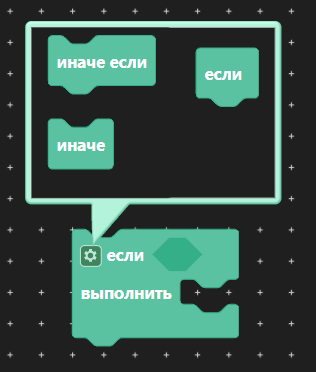 иначе если
если
иначе
если
выполнить